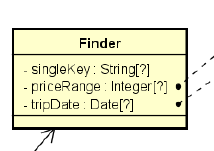 Finder
- singleKey : String[?]
- priceRange : Integer[?]
- tripDate : Date[?]